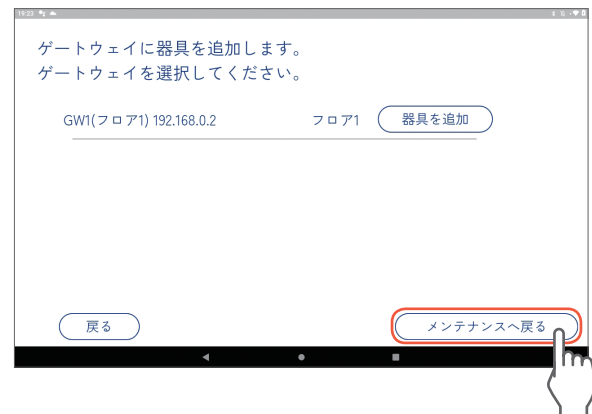 19:23
ゲートウェイに器具を追加します。
ゲートウェイを選択してください。
GW1(フロア1) 192.168.0.2 フロア1 器具を追加
戻る メンテナンスへ戻る